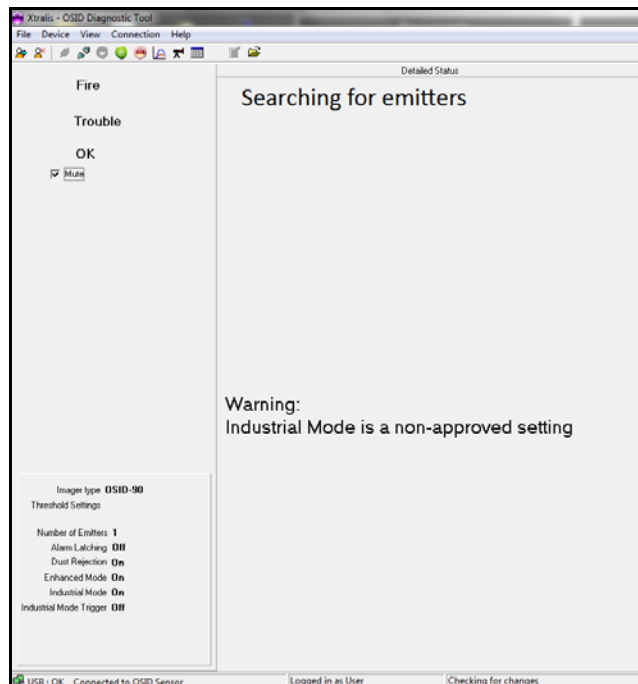 Xtralis - OSID Diagnostic Tool
File Device View Connection Help
Detailed Status
Fire
Searching for emitters
Trouble
OK
Mute
Warning:
Industrial Mode is a non-approved setting
Imager type OSID-90
Threshold Settings
Number of Emitters 1
Alarm Latching Off
Dust Rejection On
Enhanced Mode On
Industrial Mode On
Industrial Mode Trigger Off
USB : OK Connected to OSID Sensor Logged in as User Checking for changes